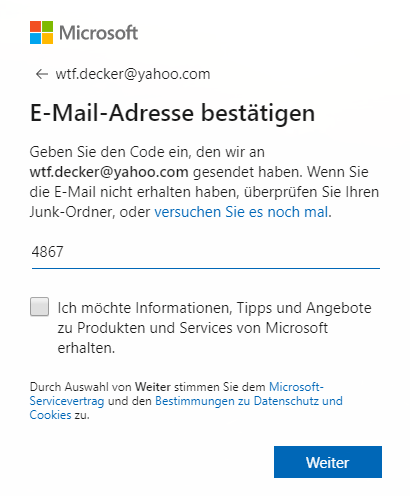 Microsoft
← wtf.decker@yahoo.com
E-Mail-Adresse bestätigen
Geben Sie den Code ein, den wir an
wtf.decker@yahoo.com gesendet haben. Wenn Sie
die E-Mail nicht erhalten haben, überprüfen Sie Ihren
Junk-Ordner, oder versuchen Sie es noch mal.
4867
Ich möchte Informationen, Tipps und Angebote
zu Produkten und Services von Microsoft
erhalten.
Durch Auswahl von Weiter stimmen Sie dem Microsoft-
Servicevertrag und den Bestimmungen zu Datenschutz und
Cookies zu.
Weiter